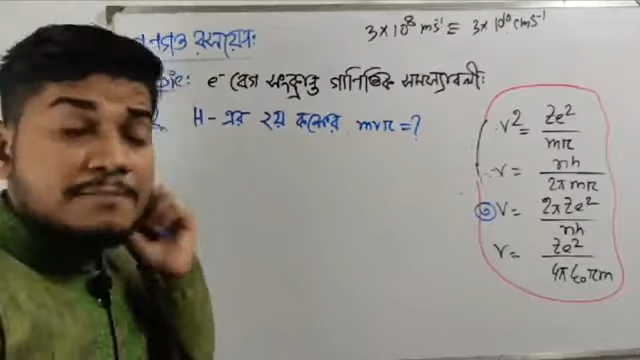 রসায়নঃ
3×10⁸ ms⁻¹ = 3×10¹⁰ cms⁻¹
e⁻ বেগ সংক্রান্ত গাণিতিক সমস্যাবলীঃ
H-এর ২য় কক্ষের mvr = ?
v² = Ze²/mr
v = nh/2πmr
③ v = 2πZe²/nh
v = Ze²/4πε₀rm